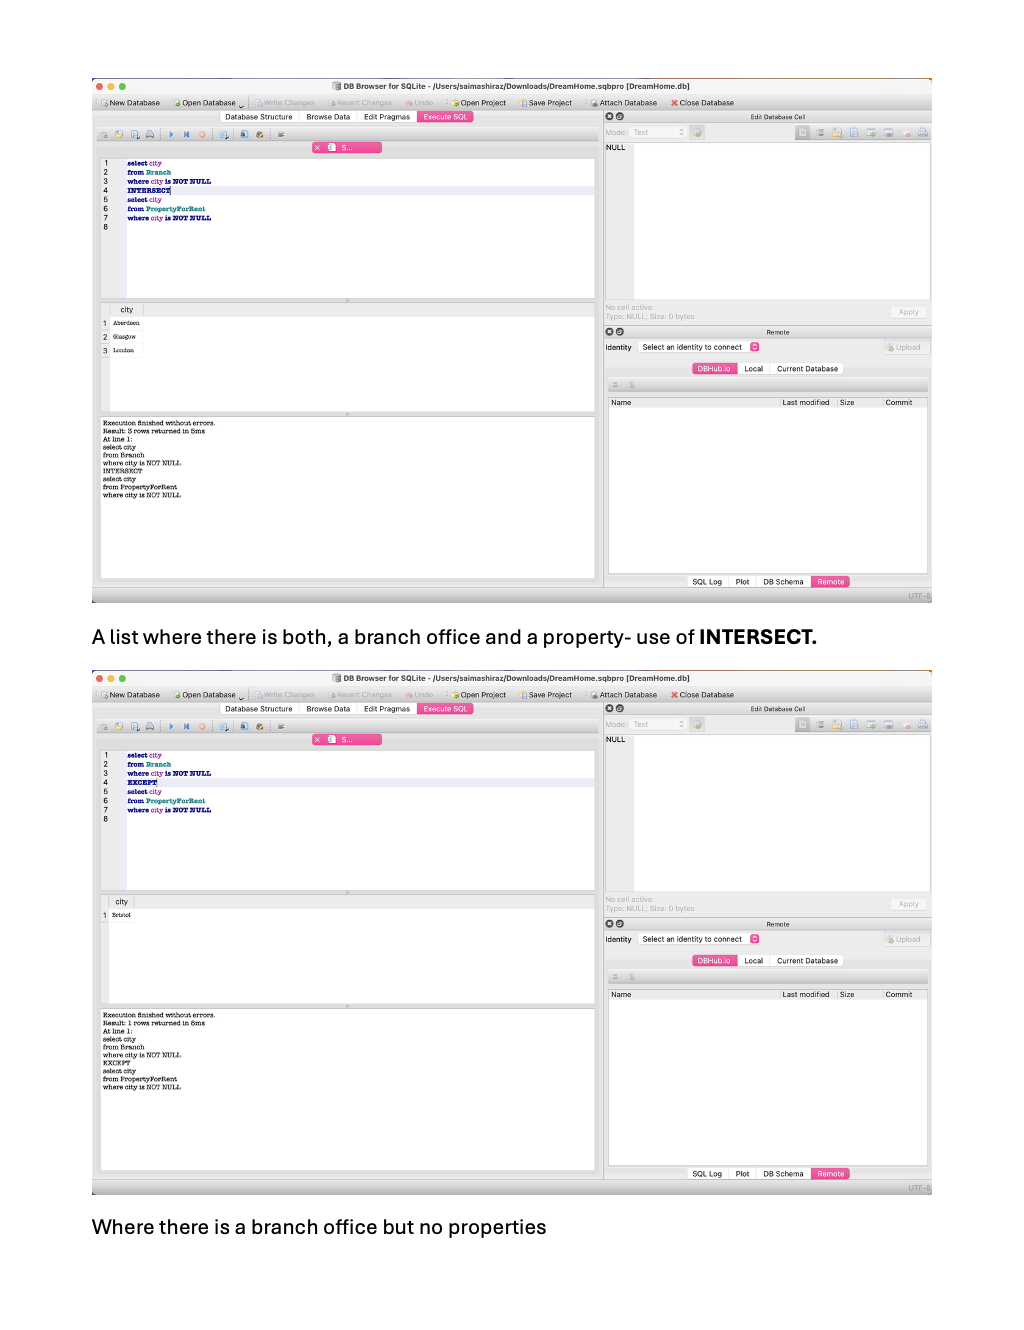 DB Browser for SQLite - /Users/saimashiraz/Downloads/DreamHome.sqbpro [DreamHome.db]
New Database Open Database Write Changes Revert Changes Undo Open Project Save Project Attach Database Close Database
Database Structure Browse Data Edit Pragmas Execute SQL
Edit Database Cell
Mode: Text
S...
NULL
1 select city
2 from Branch
3 where city is NOT NULL
4 INTERSECT
5 select city
6 from PropertyForRent
7 where city is NOT NULL
8
No cell active.
Type: NULL; Size: 0 bytes
Apply
city
1 Aberdeen
2 Glasgow
3 London
Remote
Identity Select an identity to connect Upload
DBHub.io Local Current Database
Name Last modified Size Commit
Execution finished without errors.
Result: 3 rows returned in 5ms
At line 1:
select city
from Branch
where city is NOT NULL
INTERSECT
select city
from PropertyForRent
where city is NOT NULL
SQL Log Plot DB Schema Remote
UTF-8
A list where there is both, a branch office and a property- use of INTERSECT.
DB Browser for SQLite - /Users/saimashiraz/Downloads/DreamHome.sqbpro [DreamHome.db]
New Database Open Database Write Changes Revert Changes Undo Open Project Save Project Attach Database Close Database
Database Structure Browse Data Edit Pragmas Execute SQL
Edit Database Cell
Mode: Text
S...
NULL
1 select city
2 from Branch
3 where city is NOT NULL
4 EXCEPT
5 select city
6 from PropertyForRent
7 where city is NOT NULL
8
No cell active.
Type: NULL; Size: 0 bytes
Apply
city
1 Bristol
Remote
Identity Select an identity to connect Upload
DBHub.io Local Current Database
Name Last modified Size Commit
Execution finished without errors.
Result: 1 rows returned in 6ms
At line 1:
select city
from Branch
where city is NOT NULL
EXCEPT
select city
from PropertyForRent
where city is NOT NULL
SQL Log Plot DB Schema Remote
UTF-8
Where there is a branch office but no properties